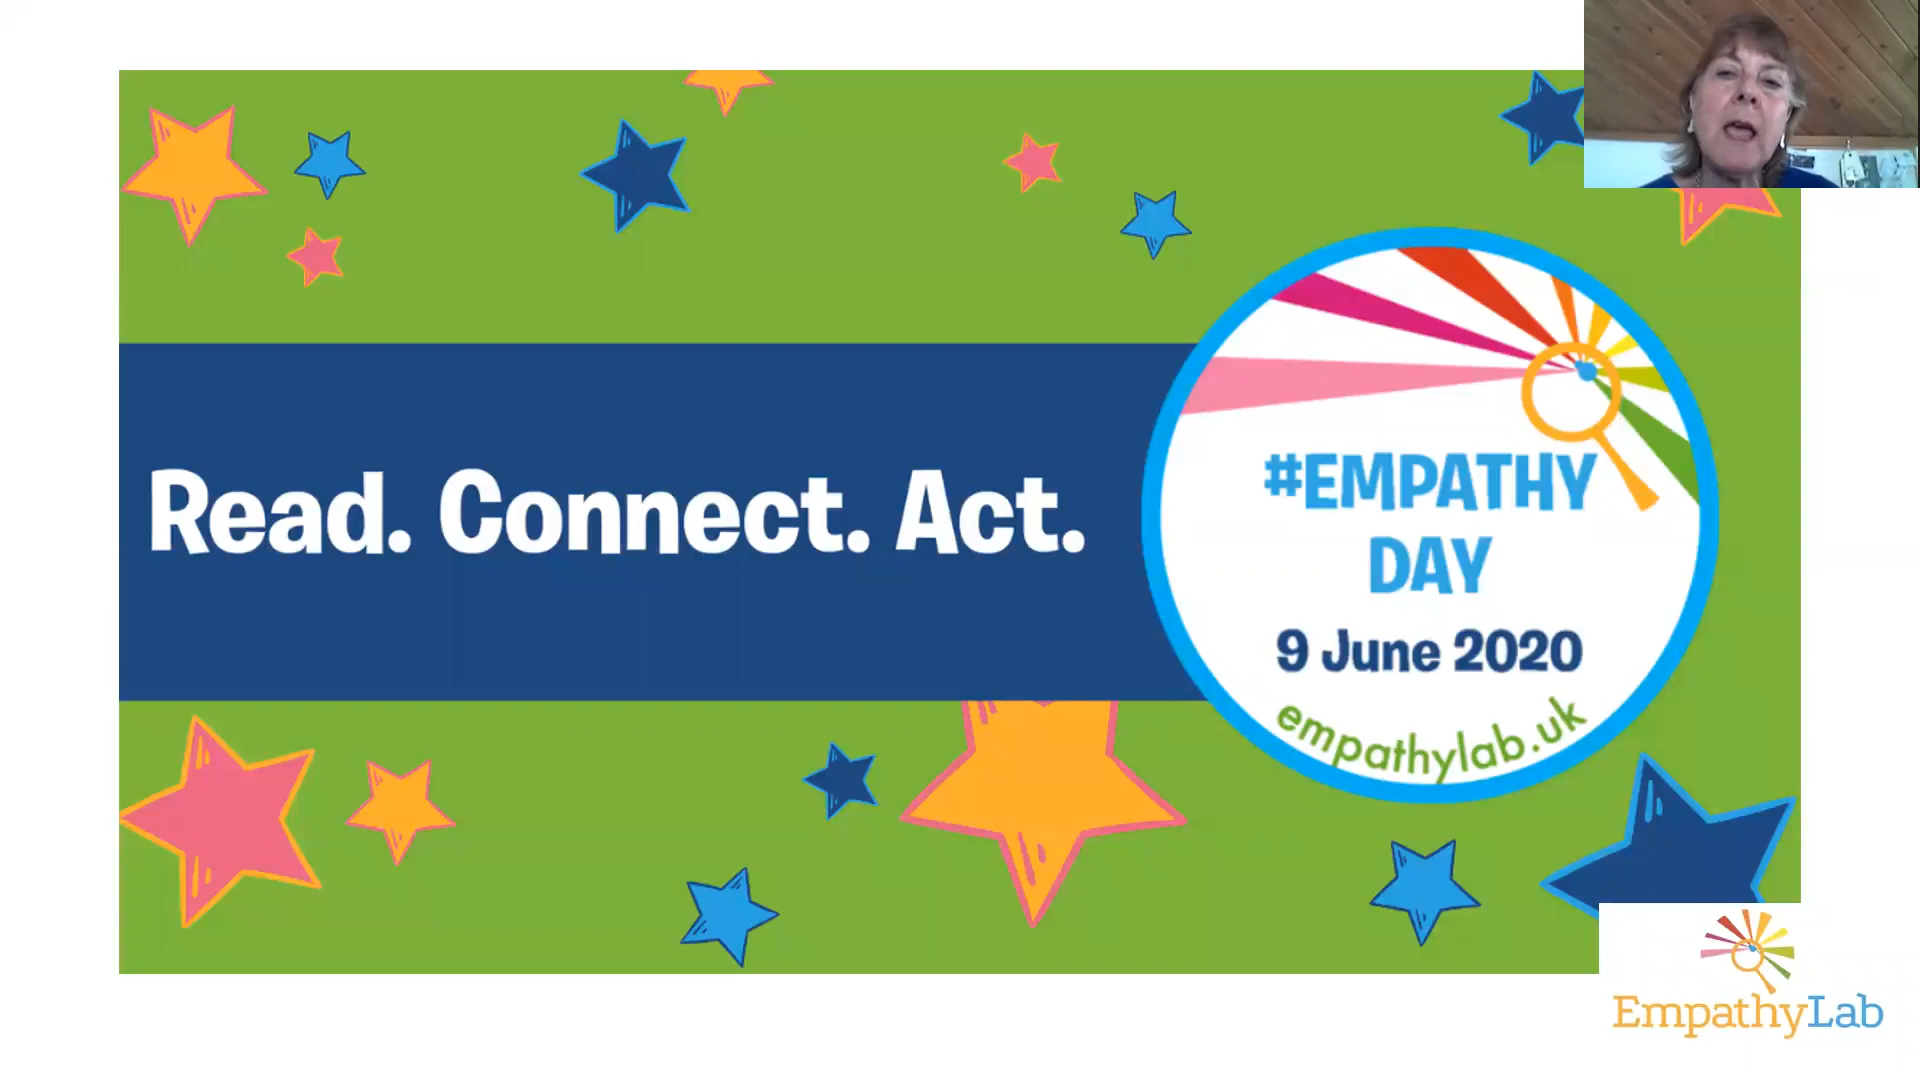 Read. Connect. Act.
#EMPATHY
DAY
9 June 2020
empathylab.uk
EmpathyLab